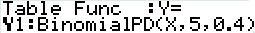 Table Func :Y=
Y1:BinomialPD(X,5,0.4)